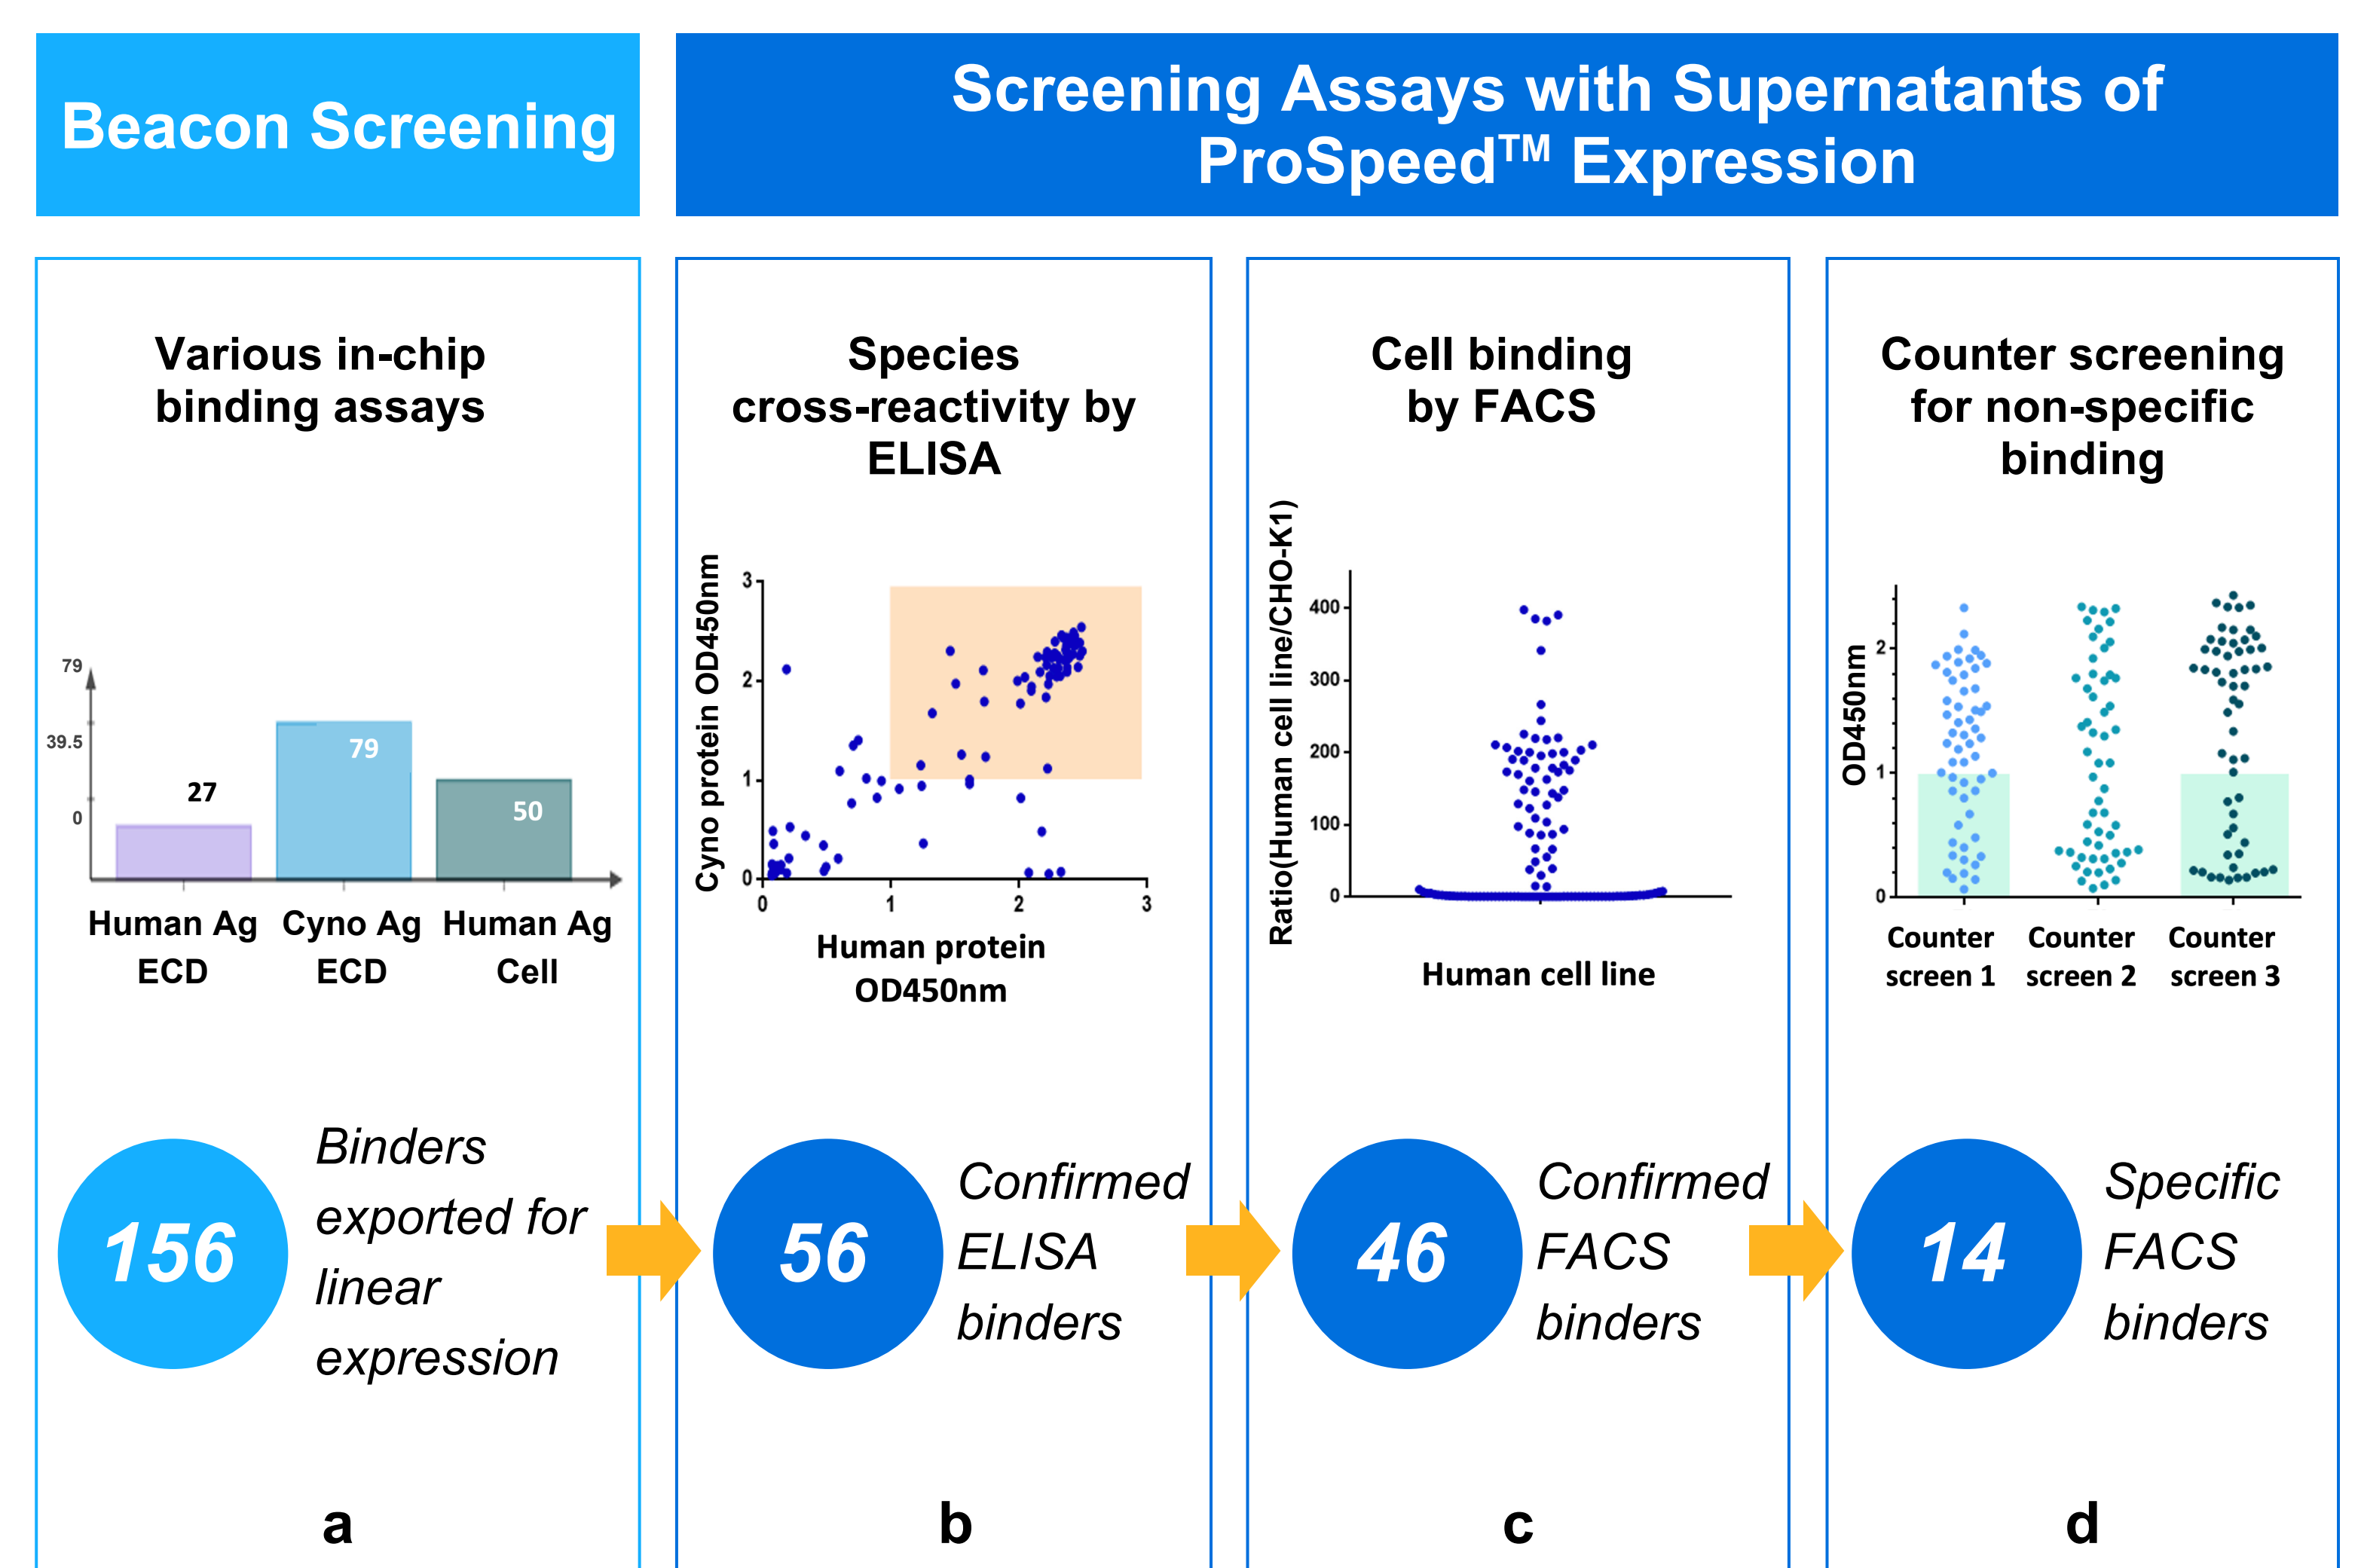 Beacon Screening
Screening Assays with Supernatants of
ProSpeed™ Expression
Various in-chip
binding assays
79
39.5
0
27
79
50
Human Ag
ECD
Cyno Ag
ECD
Human Ag
Cell
156
Binders
exported for
linear
expression
a
Species
cross-reactivity by
ELISA
Cyno protein OD450nm
3
2
1
0
0
1
2
3
Human protein
OD450nm
56
Confirmed
ELISA
binders
b
Cell binding
by FACS
Ratio(Human cell line/CHO-K1)
400
300
200
100
0
Human cell line
46
Confirmed
FACS
binders
c
Counter screening
for non-specific
binding
OD450nm
2
1
0
Counter
screen 1
Counter
screen 2
Counter
screen 3
14
Specific
FACS
binders
d